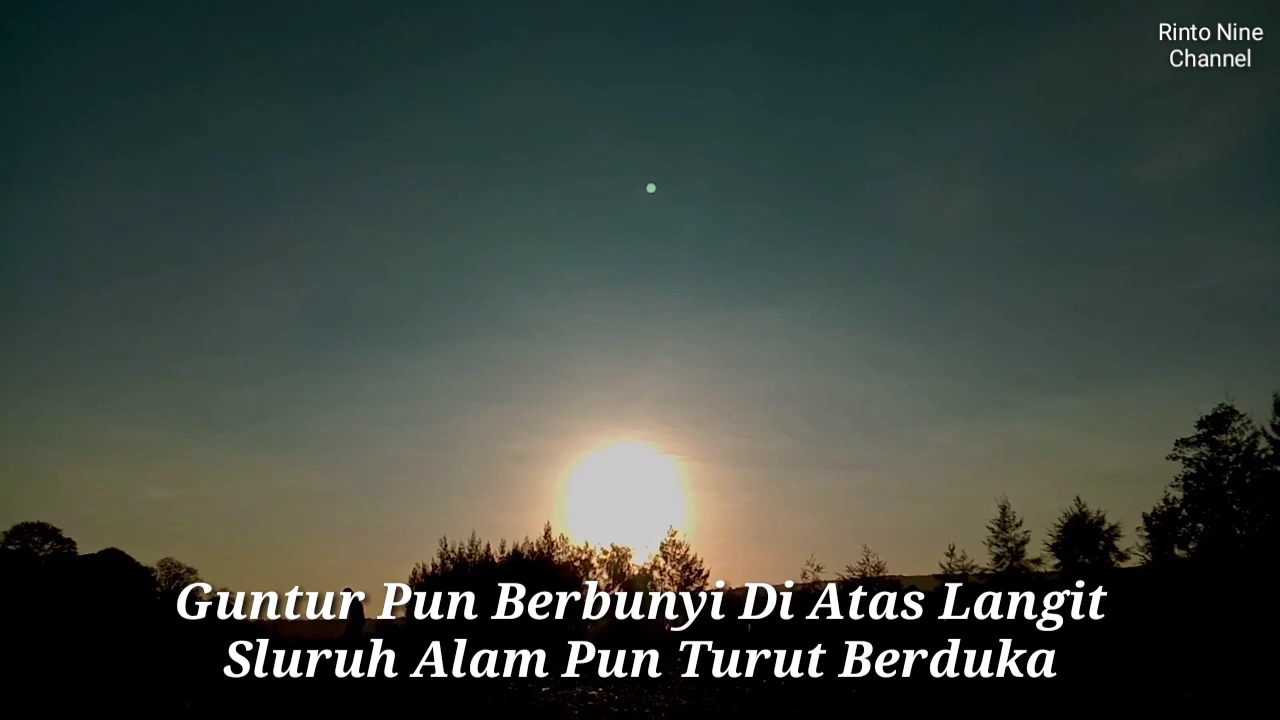 Rinto Nine
Channel
Guntur Pun Berbunyi Di Atas Langit
Sluruh Alam Pun Turut Berduka